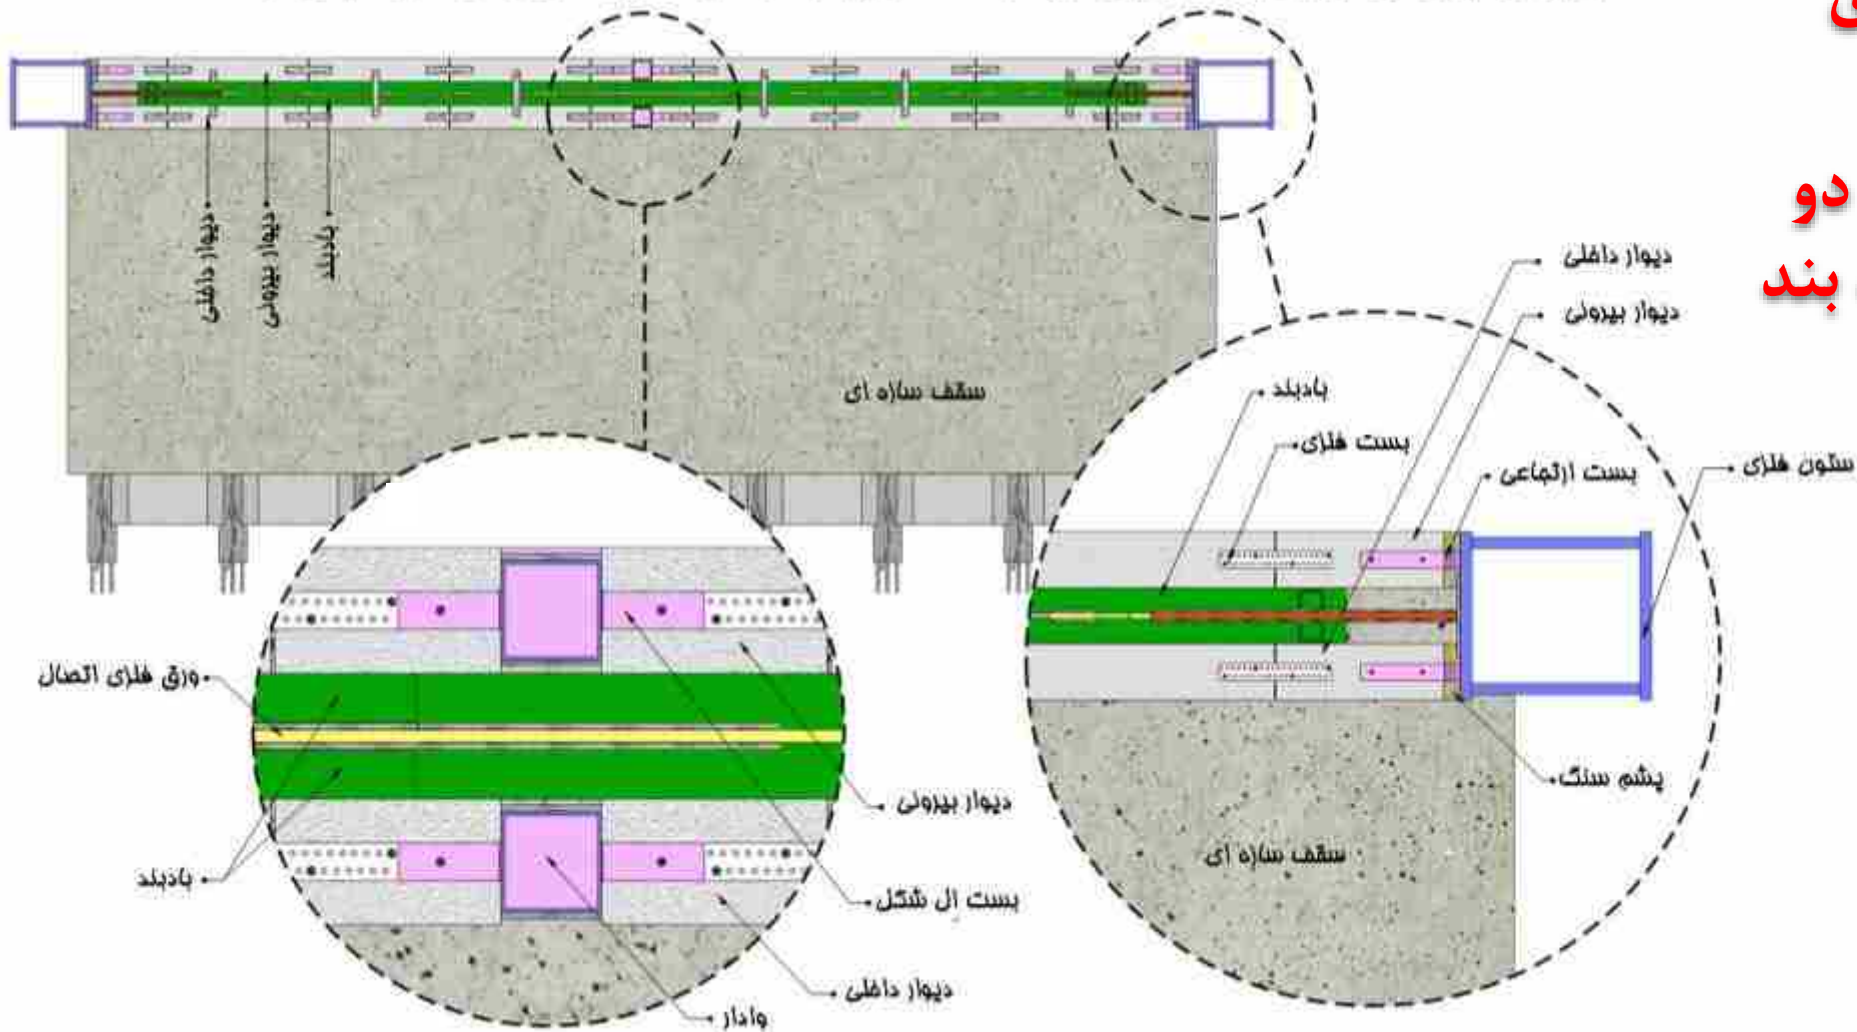 دو
بند
دیوار داخلی
دیوار بیرونی
بادبند
سقف سازه ای
دیوار داخلی
دیوار بیرونی
بادبند
بست فلزی
بست ارتجاعی
ستون فلزی
پشم سنگ
سقف سازه ای
ورق فلزی اتصال
بادبند
دیوار بیرونی
بست ال شکل
دیوار داخلی
وادار